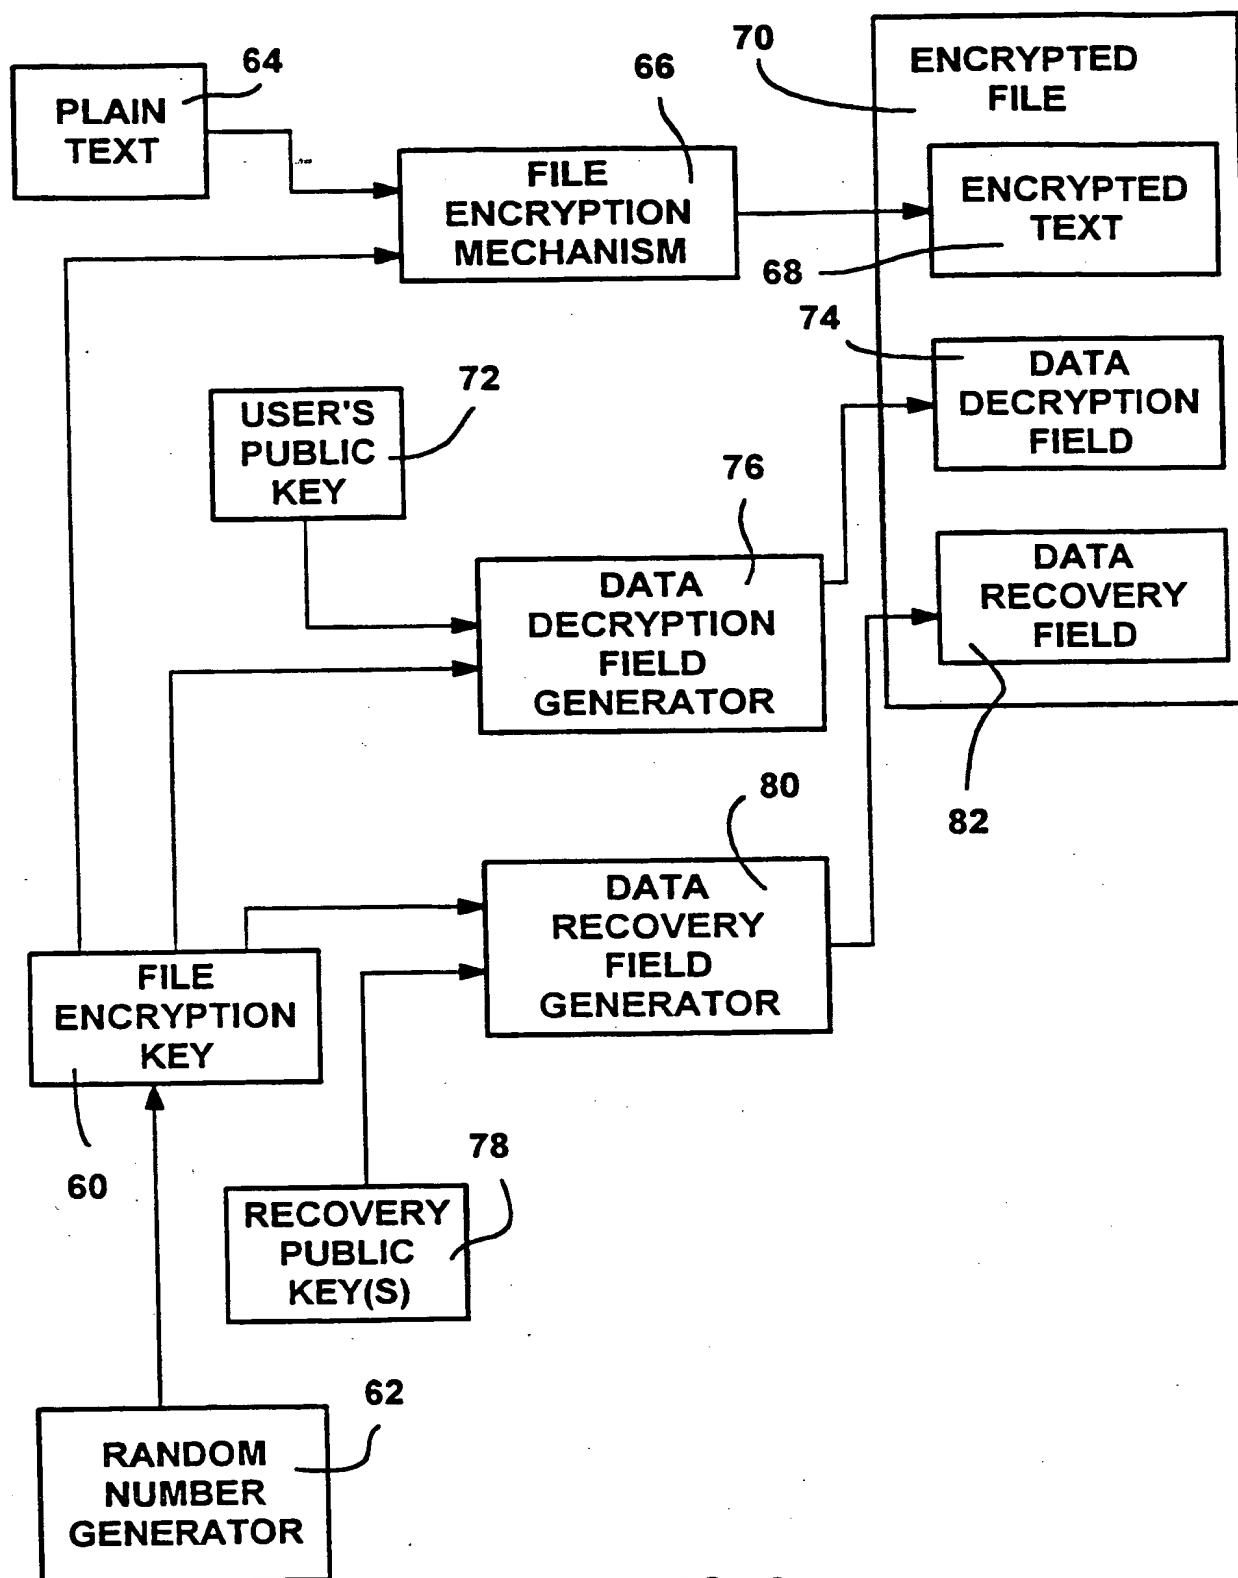 64
PLAIN
TEXT
66
FILE
ENCRYPTION
MECHANISM
70
ENCRYPTED
FILE
ENCRYPTED
TEXT
68
74
DATA
DECRYPTION
FIELD
72
USER'S
PUBLIC
KEY
76
DATA
DECRYPTION
FIELD
GENERATOR
DATA
RECOVERY
FIELD
82
80
DATA
RECOVERY
FIELD
GENERATOR
FILE
ENCRYPTION
KEY
60
78
RECOVERY
PUBLIC
KEY(S)
62
RANDOM
NUMBER
GENERATOR